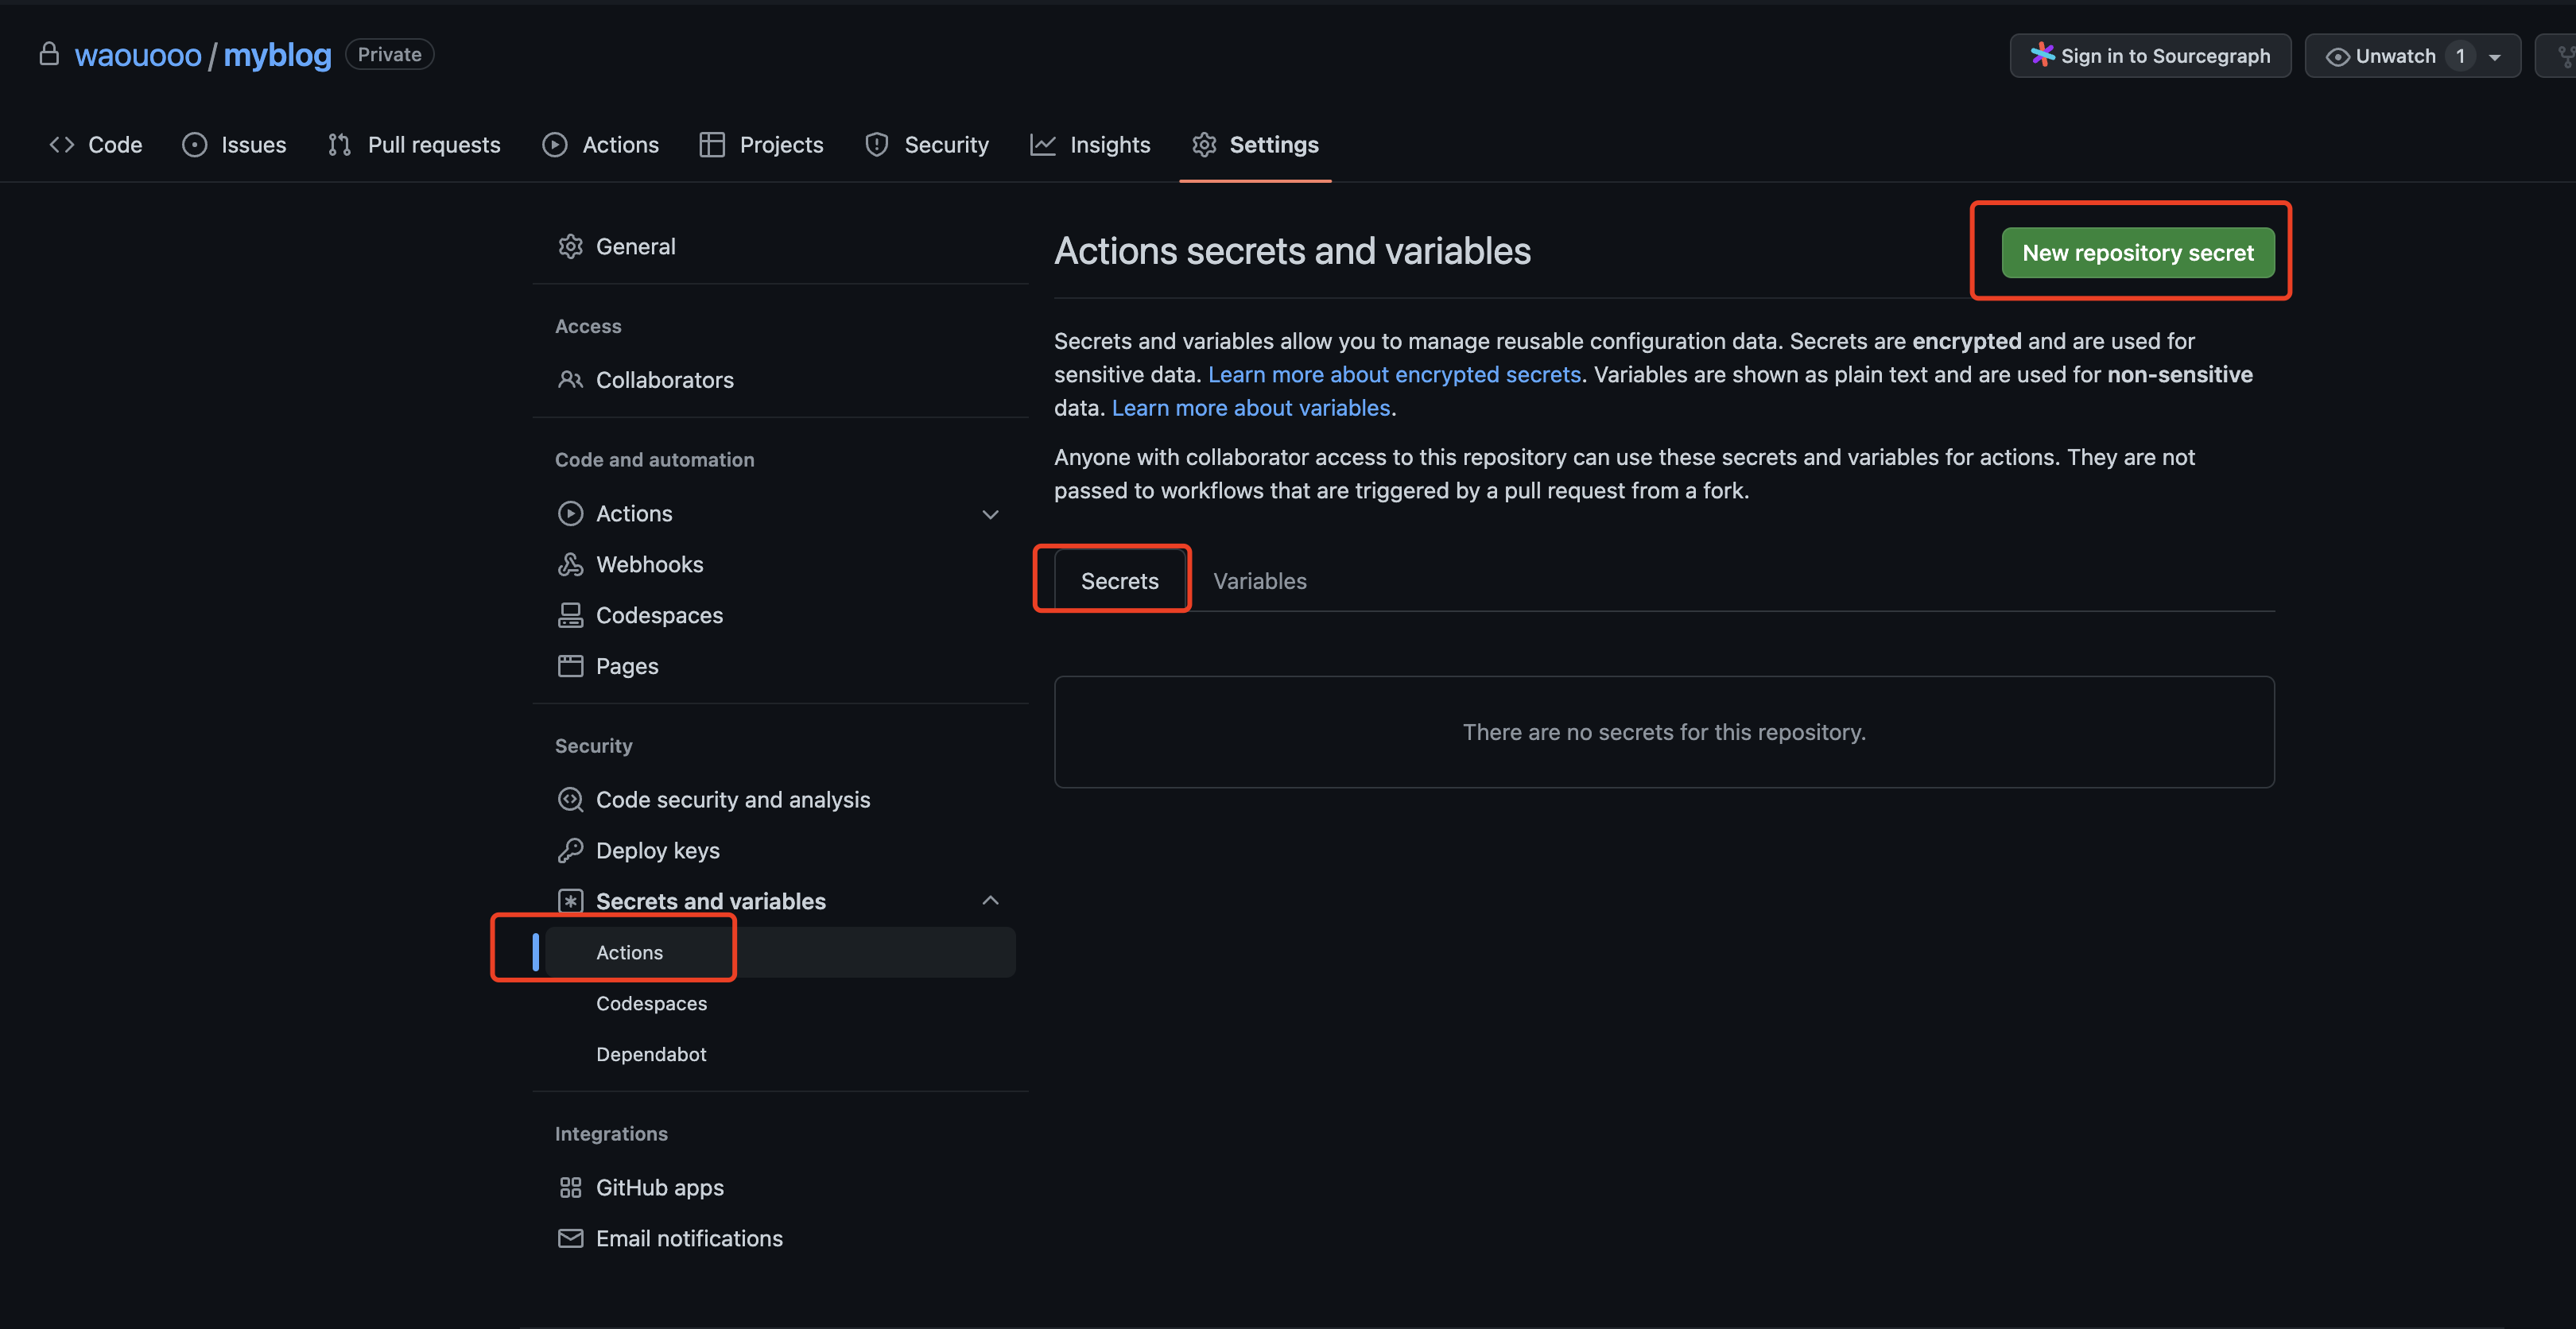 waouooo / myblog Private
Sign in to Sourcegraph
Unwatch 1
Code
Issues
Pull requests
Actions
Projects
Security
Insights
Settings
General
Access
Collaborators
Code and automation
Actions
Webhooks
Codespaces
Pages
Security
Code security and analysis
Deploy keys
Secrets and variables
Actions
Codespaces
Dependabot
Integrations
GitHub apps
Email notifications
Actions secrets and variables
New repository secret
Secrets and variables allow you to manage reusable configuration data. Secrets are encrypted and are used for
sensitive data. Learn more about encrypted secrets. Variables are shown as plain text and are used for non-sensitive
data. Learn more about variables.
Anyone with collaborator access to this repository can use these secrets and variables for actions. They are not
passed to workflows that are triggered by a pull request from a fork.
Secrets
Variables
There are no secrets for this repository.